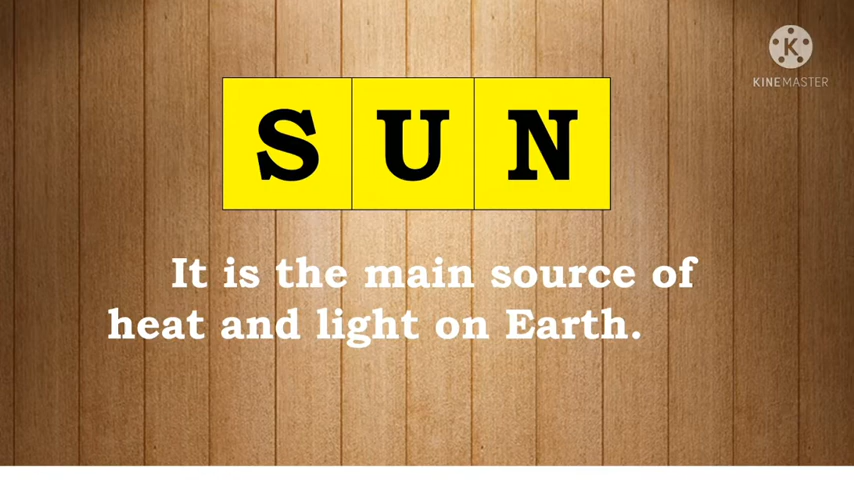 K
KINEMASTER
S U N
It is the main source of
heat and light on Earth.